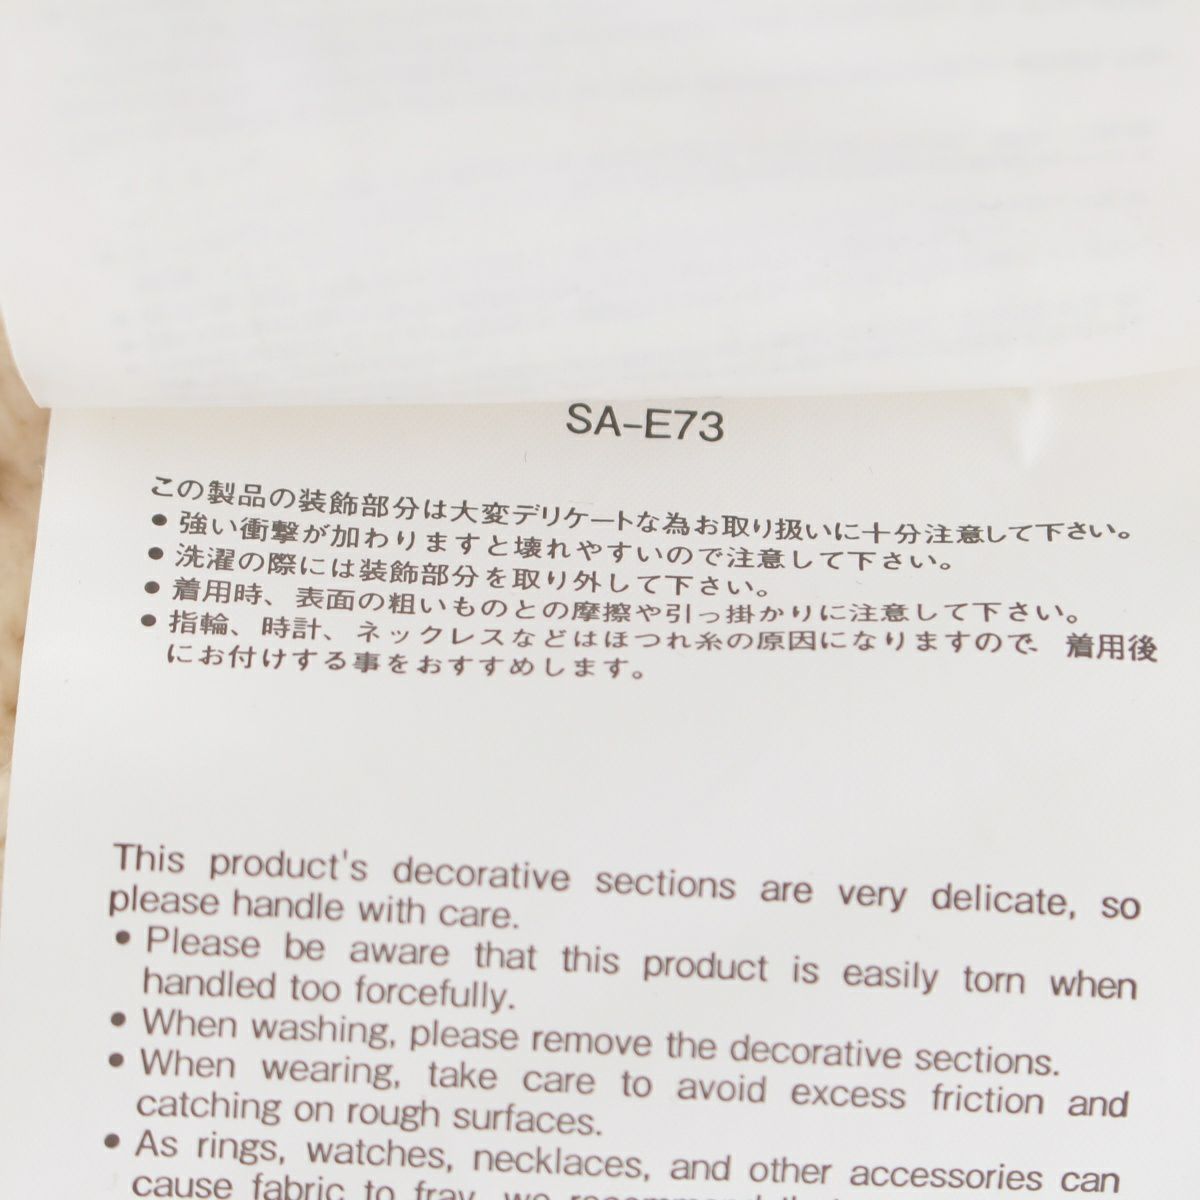 SA-E73
この製品の装飾部分は大変デリケートな為お取り扱いに十分注意して下さい。
● 強い衝撃が加わりますと壊れやすいので注意して下さい。
● 洗濯の際には装飾部分を取り外して下さい。
● 着用時、表面の粗いものとの摩擦や引っ掛かりに注意して下さい。
● 指輪、時計、ネックレスなどはほつれ糸の原因になりますので、着用後
にお付けする事をおすすめします。
This product's decorative sections are very delicate, so
please handle with care.
● Please be aware that this product is easily torn when
handled too forcefully.
● When washing, please remove the decorative sections.
● When wearing, take care to avoid excess friction and
catching on rough surfaces.
● As rings, watches, necklaces, and other accessories can
cause fabric to fray, we recommend